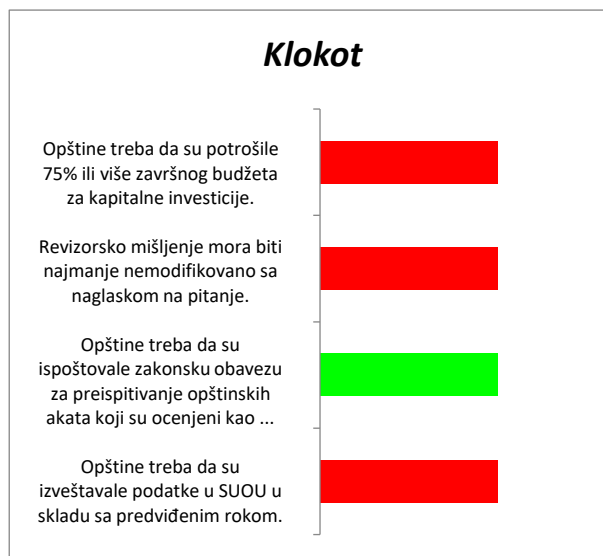 Klokot
Opštine treba da su potrošile
75% ili više završnog budžeta
za kapitalne investicije.
Revizorsko mišljenje mora biti
najmanje nemodifikovano sa
naglaskom na pitanje.
Opštine treba da su
ispoštovale zakonsku obavezu
za preispitivanje opštinskih
akata koji su ocenjeni kao ...
Opštine treba da su
izveštavale podatke u SUOU u
skladu sa predviđenim rokom.